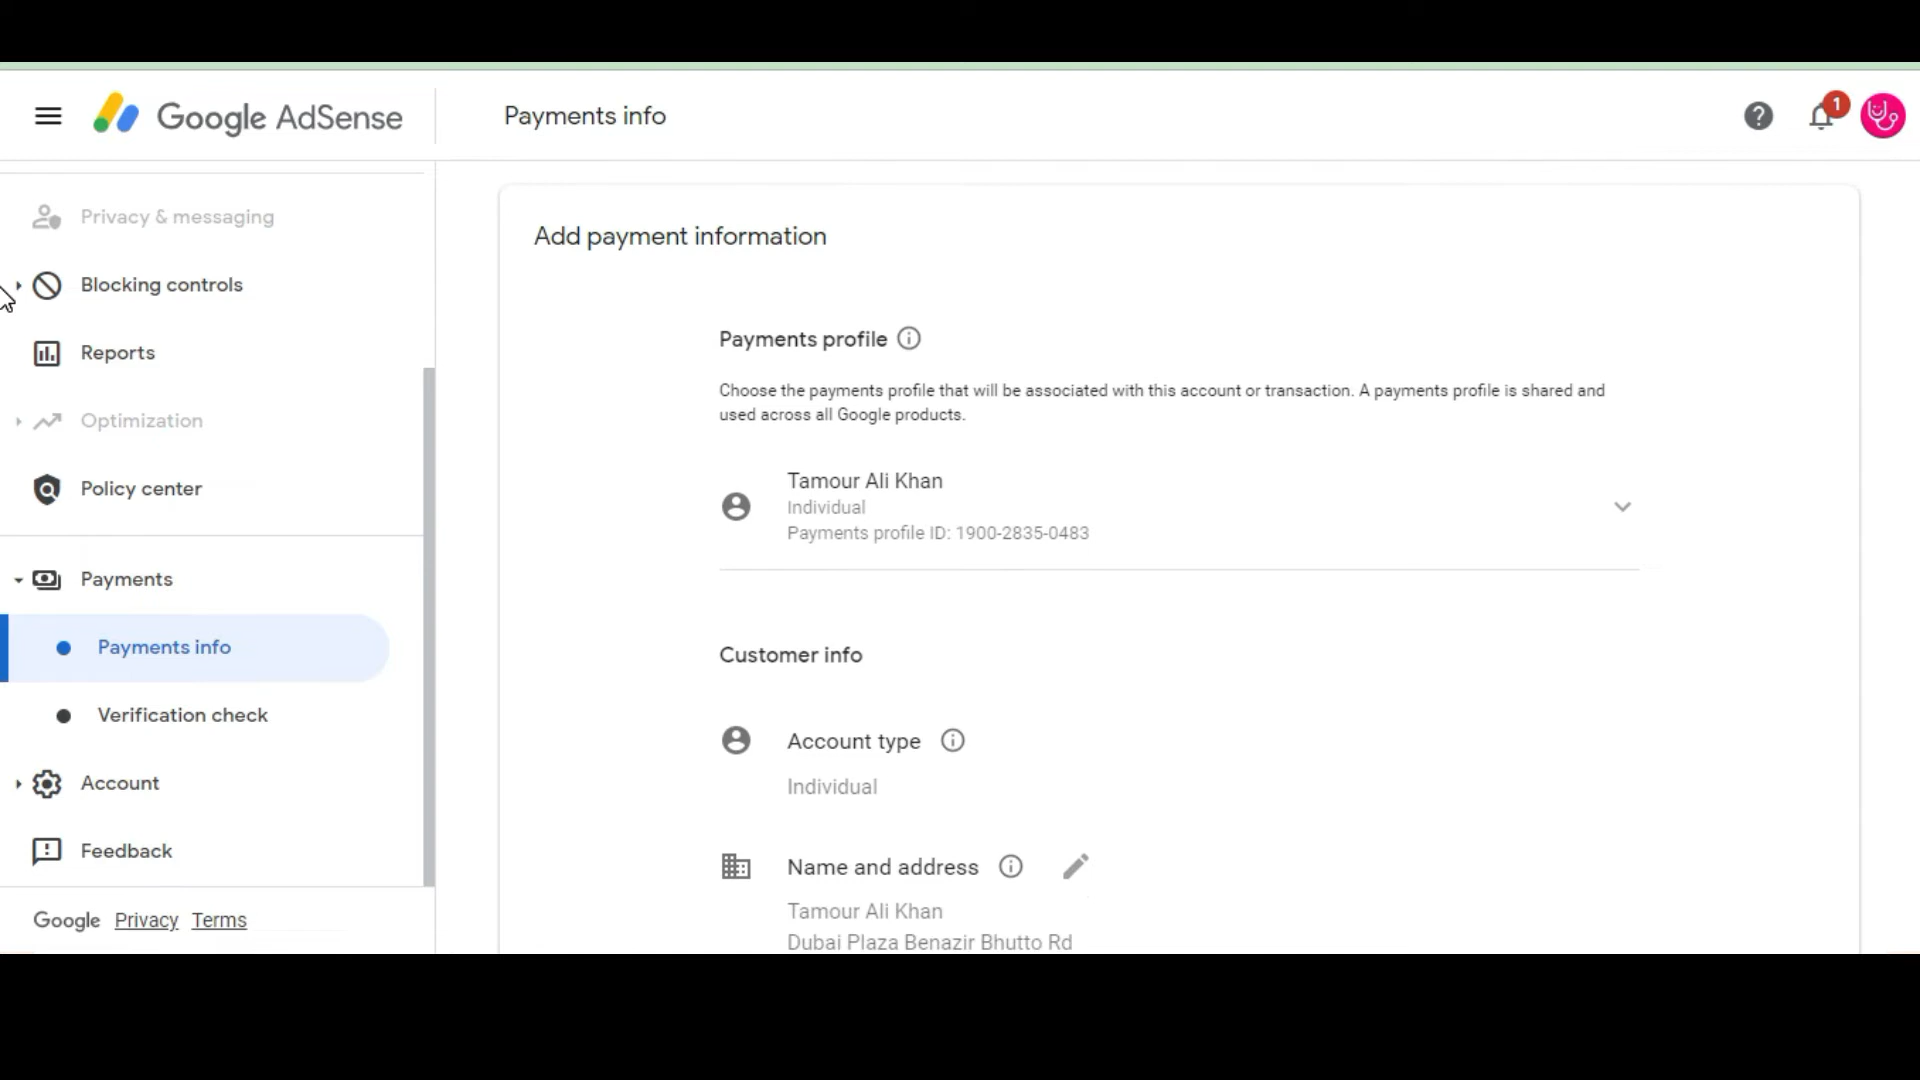 Google AdSense
Payments info
1
Privacy & messaging
Blocking controls
Reports
Optimization
Policy center
Payments
Payments info
Verification check
Account
Feedback
Google Privacy Terms
Add payment information
Payments profile
Choose the payments profile that will be associated with this account or transaction. A payments profile is shared and
used across all Google products.
Tamour Ali Khan
Individual
Payments profile ID: 1900-2835-0483
Customer info
Account type
Individual
Name and address
Tamour Ali Khan
Dubai Plaza Benazir Bhutto Rd